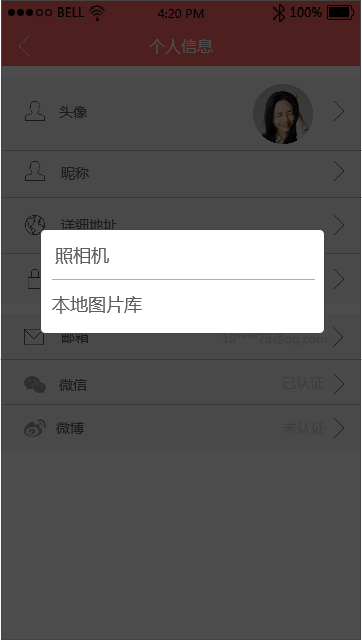 BELL 4:20 PM 100%
个人信息
头像
昵称
详细地址
照相机
本地图片库
邮箱 18****78@qq.com
微信 已认证
微博 未认证